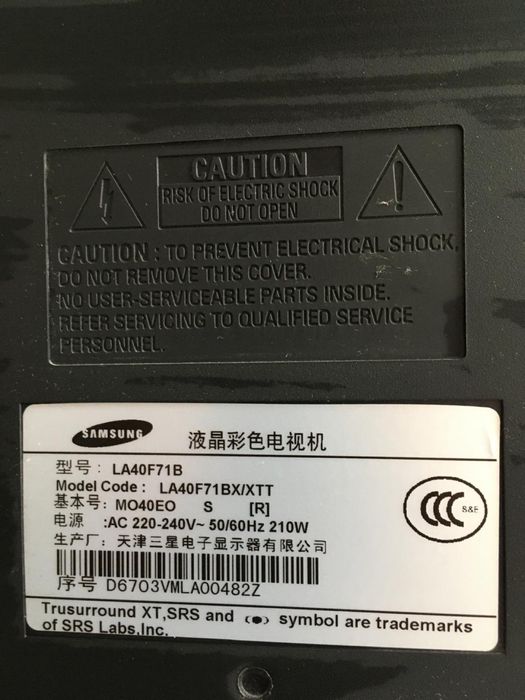 CAUTION
RISK OF ELECTRIC SHOCK
DO NOT OPEN
CAUTION : TO PREVENT ELECTRICAL SHOCK,
DO NOT REMOVE THIS COVER.
NO USER-SERVICEABLE PARTS INSIDE.
REFER SERVICING TO QUALIFIED SERVICE
PERSONNEL.
SAMSUNG 液晶彩色电视机
型号 : LA40F71B
Model Code : LA40F71BX/XTT
基本号: MO40EO S [R]
电源 :AC 220-240V~ 50/60Hz 210W
生产厂: 天津三星电子显示器有限公司
CCC S&E
序号 D6703VMLA00482Z
Trusurround XT,SRS and (●) symbol are trademarks
of SRS Labs.Inc.